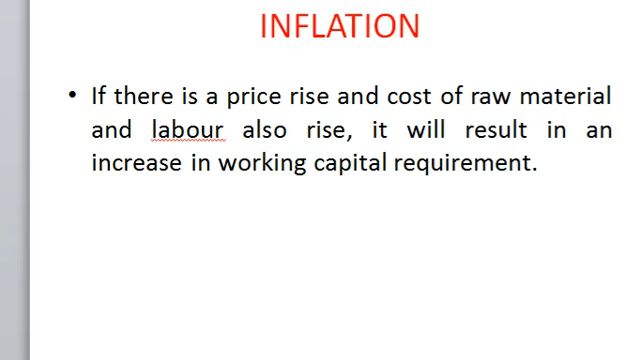 INFLATION
• If there is a price rise and cost of raw material
and labour also rise, it will result in an
increase in working capital requirement.